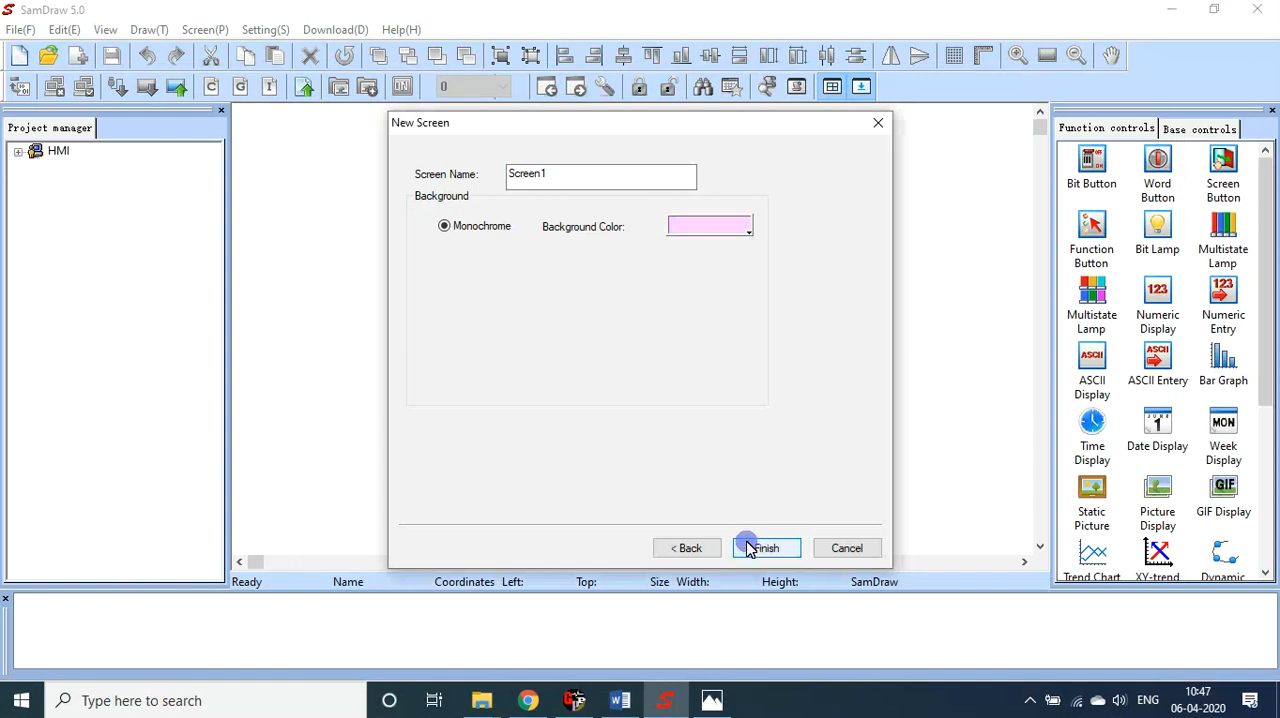 SamDraw 5.0
File(F) Edit(E) View Draw(T) Screen(P) Setting(S) Download(D) Help(H)
0
Project manager
HMI
New Screen
Screen Name: Screen1
Background
Monochrome Background Color:
< Back Finish Cancel
Function controls Base controls
Bit Button Word Button Screen Button
Function Button Bit Lamp Multistate Lamp
Multistate Lamp Numeric Display Numeric Entry
ASCII Display ASCII Entery Bar Graph
Time Display Date Display Week Display
Static Picture Picture Display GIF Display
Trend Chart XY-trend Dynamic
Ready Name Coordinates Left: Top: Size Width: Height: SamDraw
Type here to search
ENG
10:47
06-04-2020